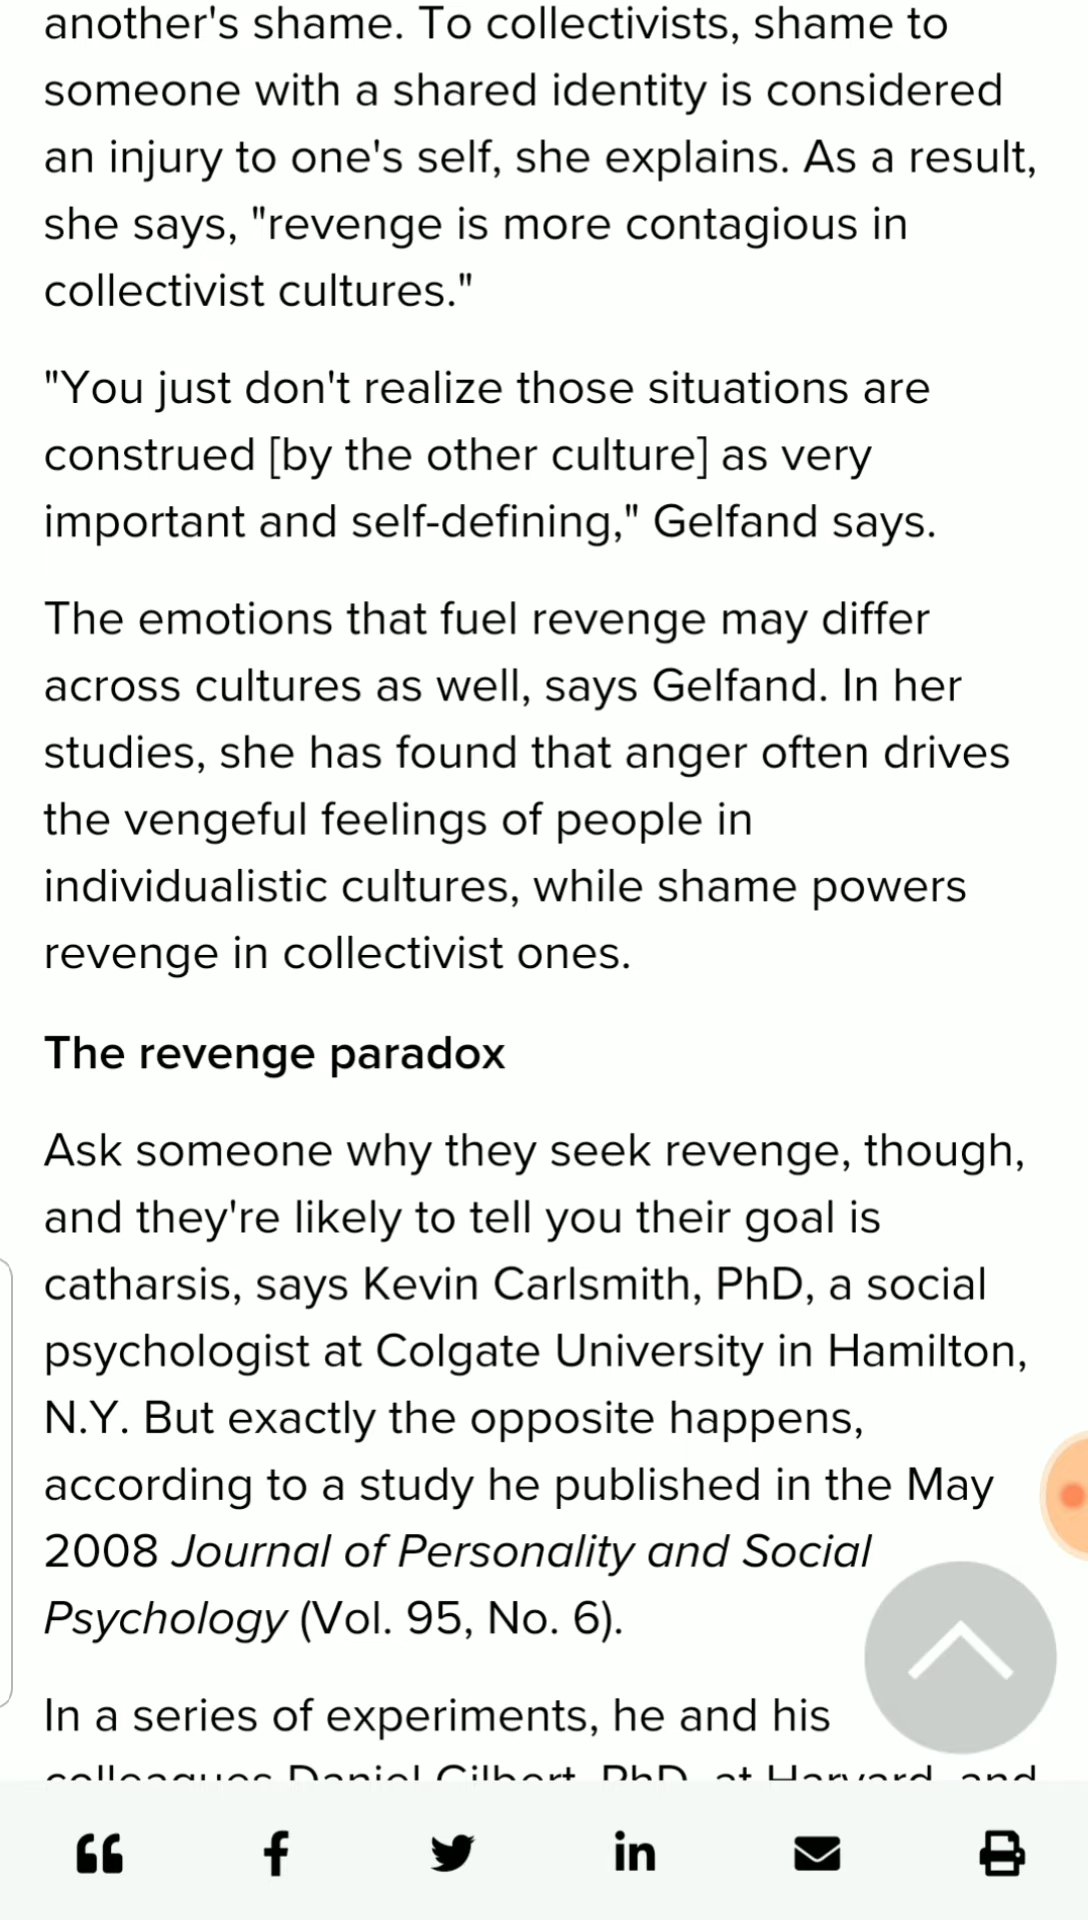 another's shame. To collectivists, shame to
someone with a shared identity is considered
an injury to one's self, she explains. As a result,
she says, "revenge is more contagious in
collectivist cultures."
"You just don't realize those situations are
construed [by the other culture] as very
important and self-defining," Gelfand says.
The emotions that fuel revenge may differ
across cultures as well, says Gelfand. In her
studies, she has found that anger often drives
the vengeful feelings of people in
individualistic cultures, while shame powers
revenge in collectivist ones.
The revenge paradox
Ask someone why they seek revenge, though,
and they're likely to tell you their goal is
catharsis, says Kevin Carlsmith, PhD, a social
psychologist at Colgate University in Hamilton,
N.Y. But exactly the opposite happens,
according to a study he published in the May
2008 Journal of Personality and Social
Psychology (Vol. 95, No. 6).
In a series of experiments, he and his
colleagues Daniel Gilbert, PhD, at Harvard, and